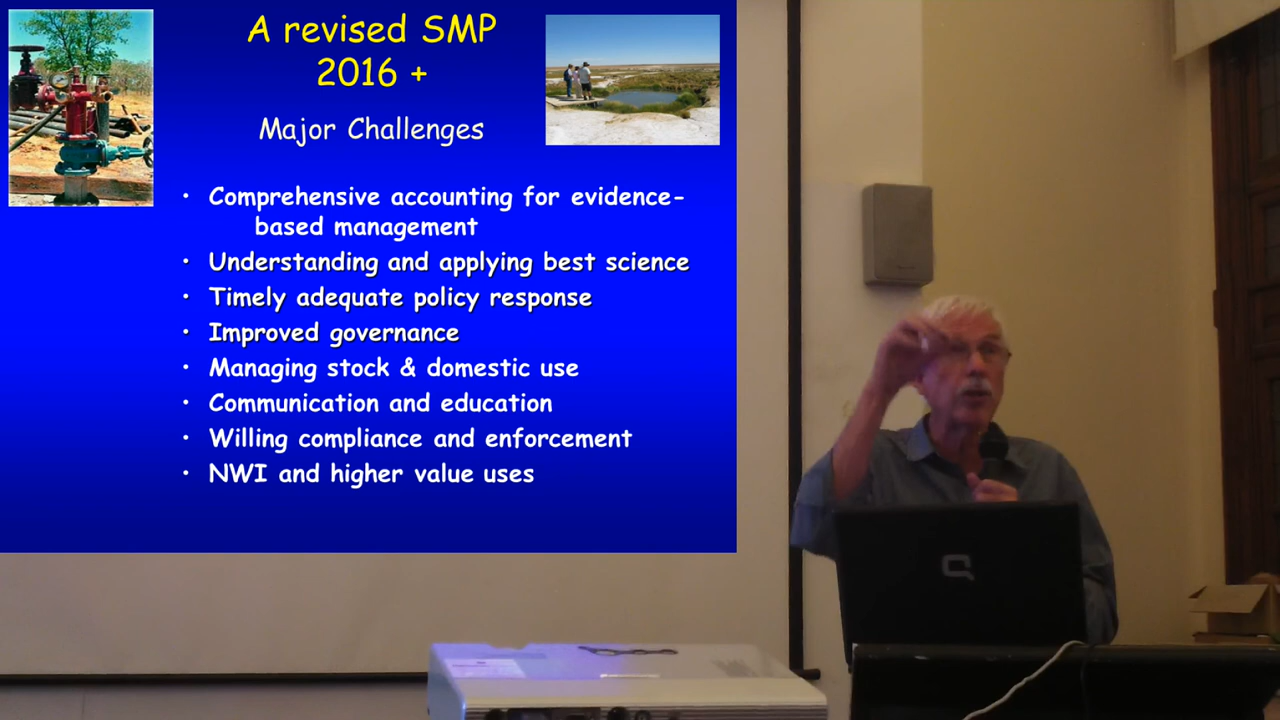 A revised SMP
2016 +
Major Challenges
• Comprehensive accounting for evidence-
based management
• Understanding and applying best science
• Timely adequate policy response
• Improved governance
• Managing stock & domestic use
• Communication and education
• Willing compliance and enforcement
• NWI and higher value uses